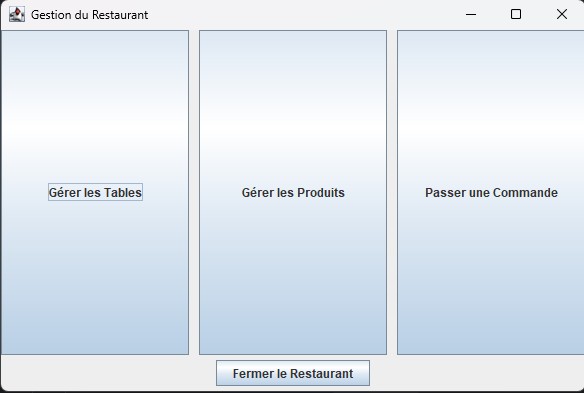 Gestion du Restaurant
Gérer les Tables
Gérer les Produits
Passer une Commande
Fermer le Restaurant